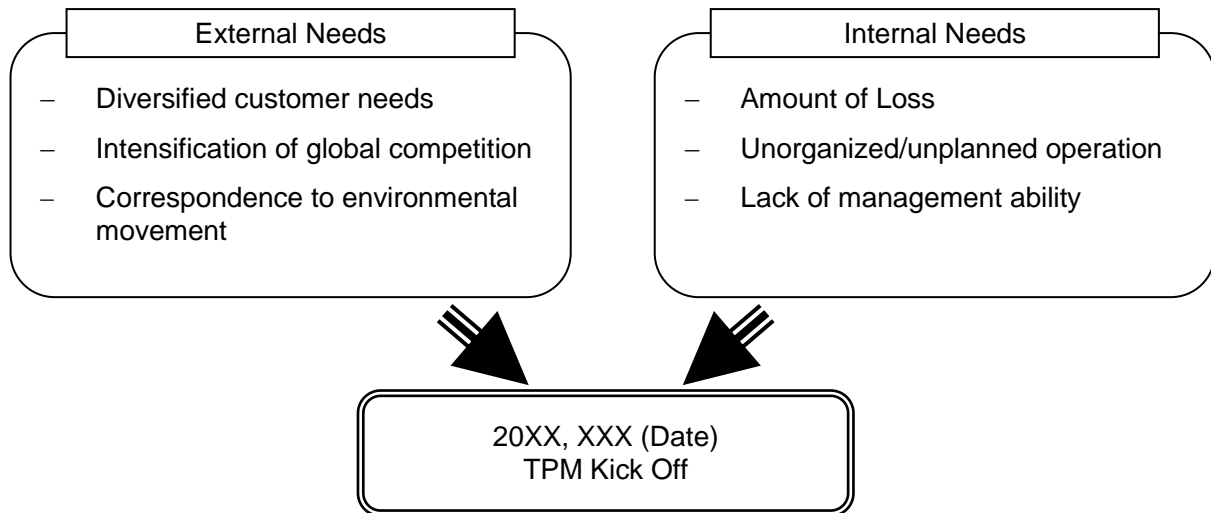 External Needs
– Diversified customer needs
– Intensification of global competition
– Correspondence to environmental
movement
Internal Needs
– Amount of Loss
– Unorganized/unplanned operation
– Lack of management ability
20XX, XXX (Date)
TPM Kick Off